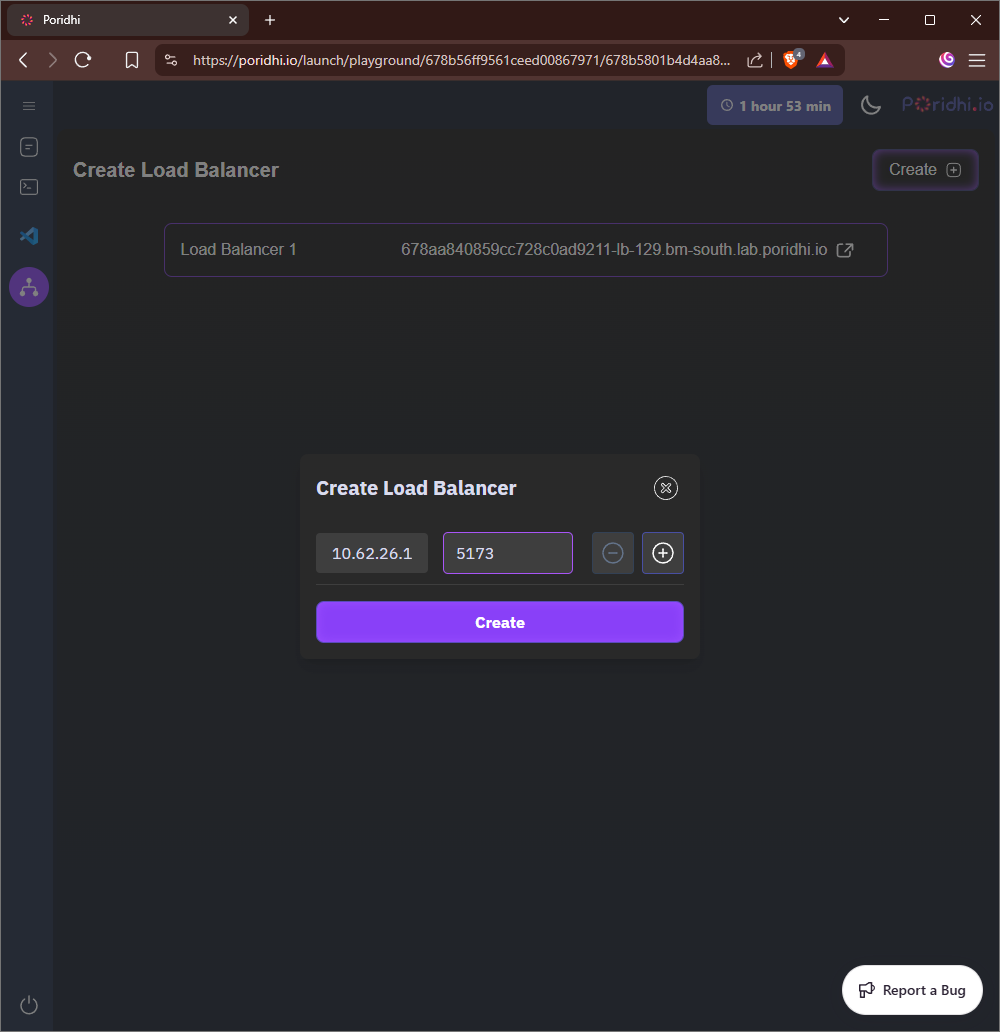 Poridhi
https://poridhi.io/launch/playground/678b56ff9561ceed00867971/678b5801b4d4aa8...
4
1 hour 53 min
Poridhi.io
Create Load Balancer
Create
Load Balancer 1 678aa840859cc728c0ad9211-lb-129.bm-south.lab.poridhi.io
Create Load Balancer
10.62.26.1 5173
Create
Report a Bug